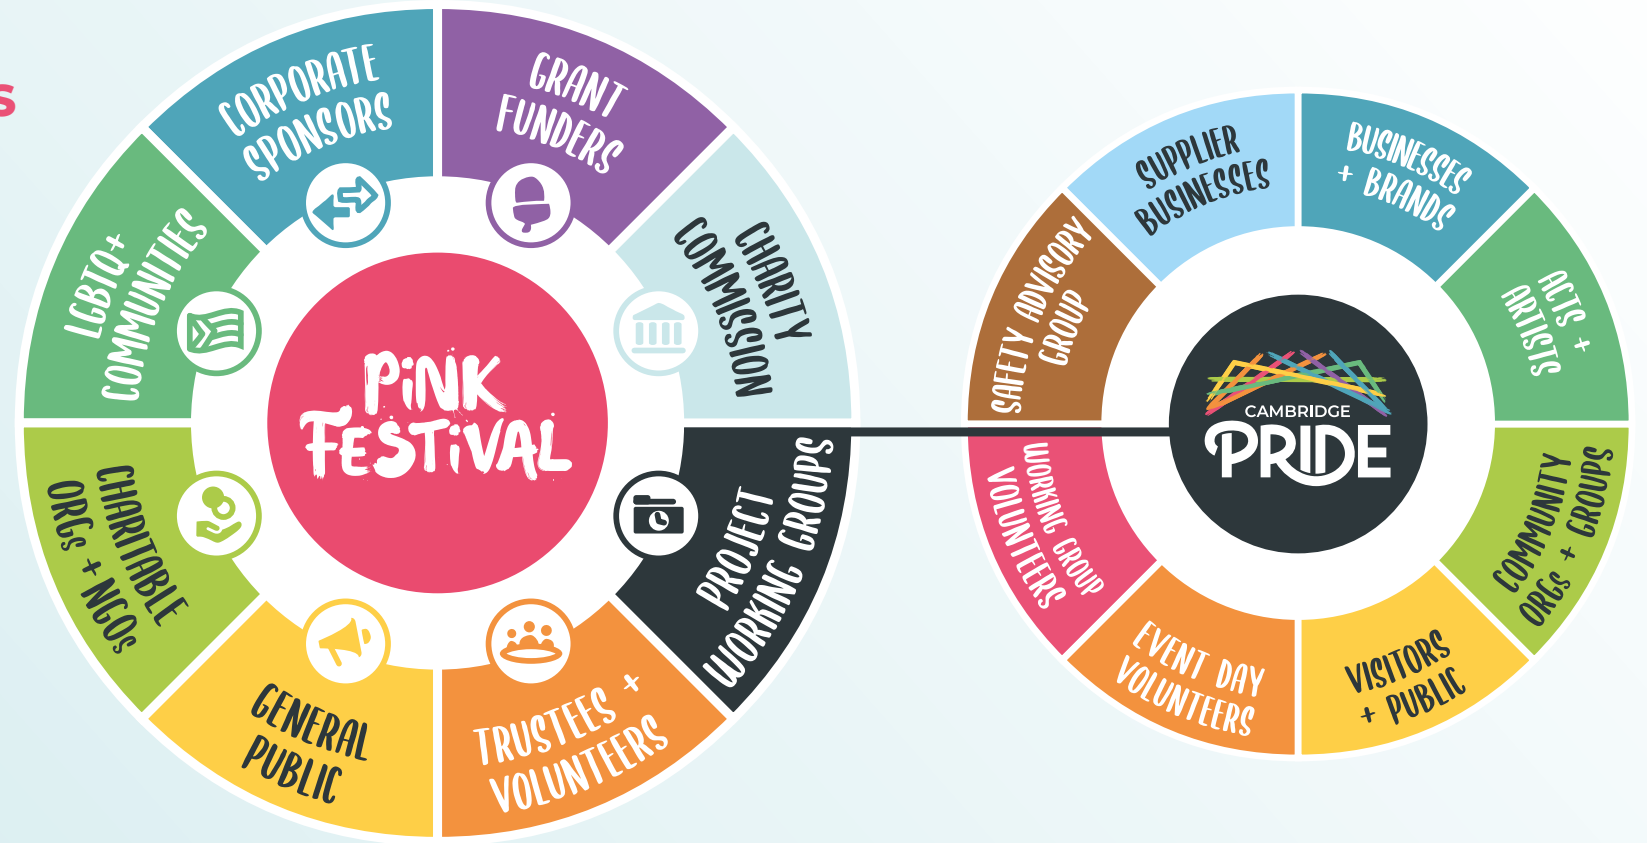 s
CORPORATE
SPONSORS
GRANT
FUNDERS
CHARITY
COMMISSION
PROJECT
WORKING GROUPS
TRUSTEES +
VOLUNTEERS
GENERAL
PUBLIC
CHARITABLE
ORGs + NGOs
LGBTQ+
COMMUNITIES
PiNK
FESTiVAL
SUPPLIER
BUSINESSES
BUSINESSES
+ BRANDS
ACTS +
ARTISTS
COMMUNITY
ORGs + GROUPS
VISITORS
+ PUBLIC
EVENT DAY
VOLUNTEERS
WORKING GROUP
VOLUNTEERS
SAFETY ADVISORY
GROUP
CAMBRIDGE
PRIDE